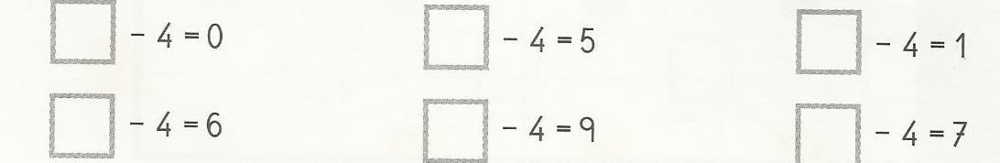 - 4 = 0 - 4 = 5 - 4 = 1
- 4 = 6 - 4 = 9 - 4 = 7